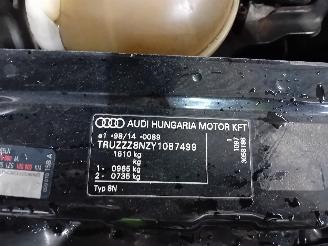 AUDI HUNGARIA MOTOR KFT
e1 *98/14 *0089
TRUZZZ8NZY1087499
1610 kg
kg
1- 0965 kg
2- 0735 kg
Typ 8N
1097